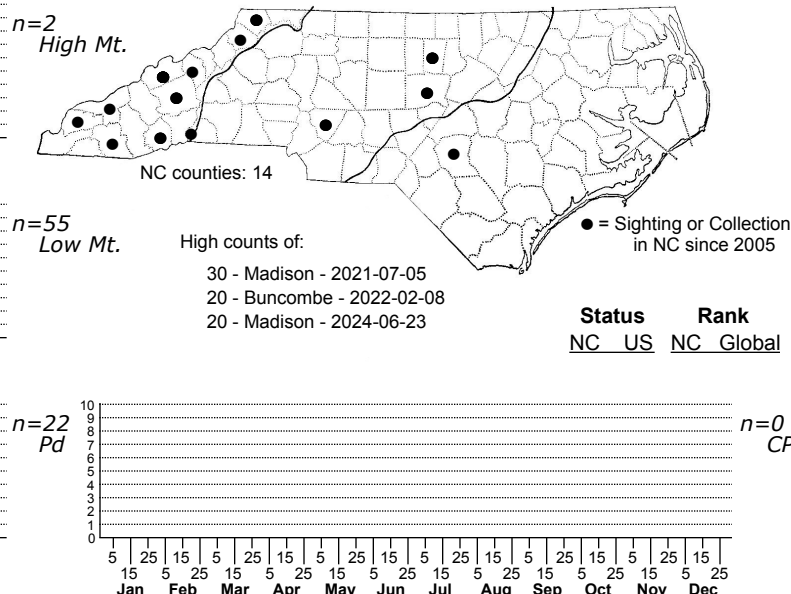 n=2
High Mt.
NC counties: 14
n=55
Low Mt.
High counts of:
30 - Madison - 2021-07-05
20 - Buncombe - 2022-02-08
20 - Madison - 2024-06-23
● = Sighting or Collection
in NC since 2005
Status Rank
NC US NC Global
n=22
Pd
n=0
CP
10
9
8
7
6
5
4
3
2
1
0
5 25 15 5 25 15 5 25 15 5 25 15 5 25 15 5 25 15
15 5 25 15 5 25 15 5 25 15 5 25 15 5 25 15 5 25
Jan Feb Mar Apr May Jun Jul Aug Sep Oct Nov Dec